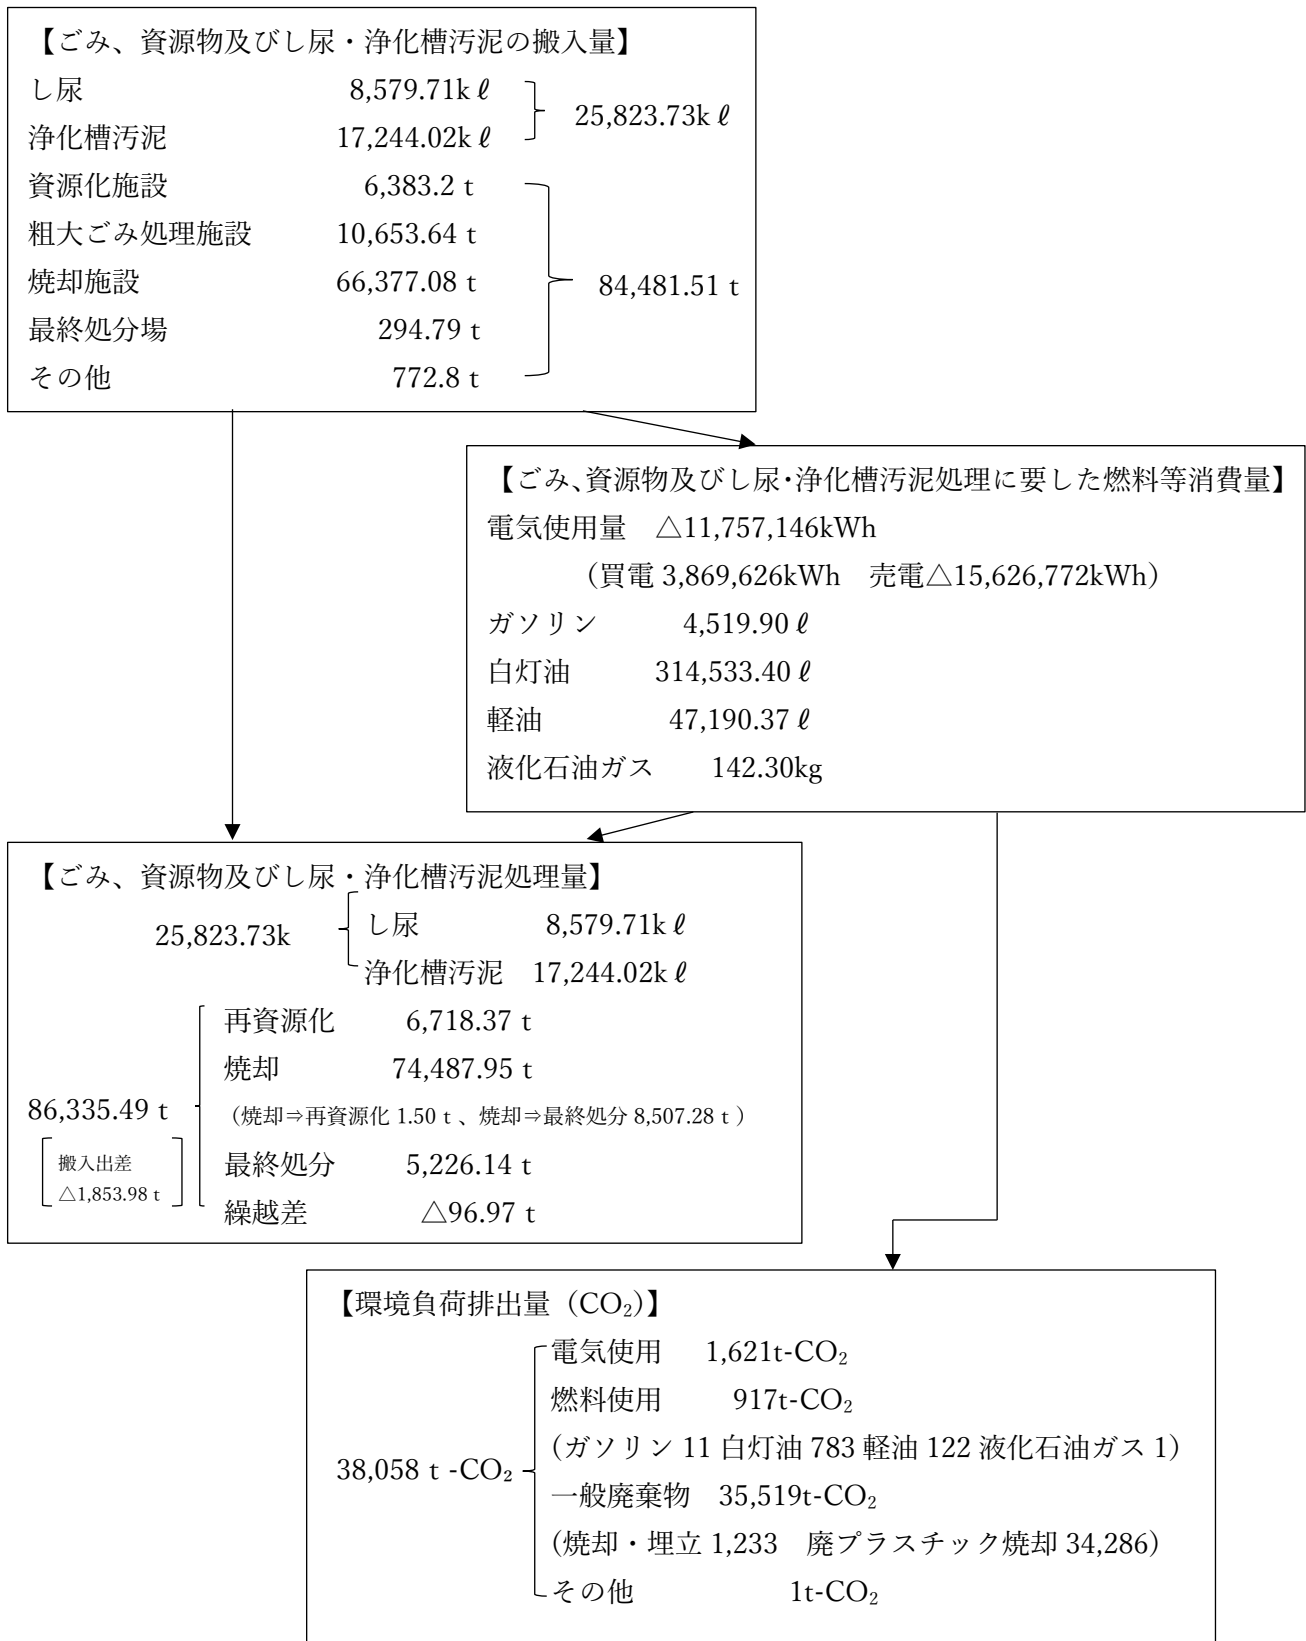 【ごみ、資源物及びし尿・浄化槽汚泥の搬入量】
し尿 8,579.71kℓ
25,823.73kℓ
浄化槽汚泥 17,244.02kℓ
資源化施設 6,383.2 t
粗大ごみ処理施設 10,653.64 t
焼却施設 66,377.08 t
84,481.51 t
最終処分場 294.79 t
その他 772.8 t
【ごみ、資源物及びし尿・浄化槽汚泥処理に要した燃料等消費量】
電気使用量 △11,757,146kWh
（買電 3,869,626kWh 売電△15,626,772kWh）
ガソリン 4,519.90 ℓ
白灯油 314,533.40 ℓ
軽油 47,190.37 ℓ
液化石油ガス 142.30kg
【ごみ、資源物及びし尿・浄化槽汚泥処理量】
25,823.73k
し尿 8,579.71kℓ
浄化槽汚泥 17,244.02kℓ
再資源化 6,718.37 t
焼却 74,487.95 t
86,335.49 t
（焼却⇒再資源化 1.50 t 、焼却⇒最終処分 8,507.28 t ）
搬入出差
△1,853.98 t
最終処分 5,226.14 t
繰越差 △96.97 t
【環境負荷排出量（CO₂）】
電気使用 1,621t-CO₂
燃料使用 917t-CO₂
（ガソリン 11 白灯油 783 軽油 122 液化石油ガス 1）
38,058 t -CO₂
一般廃棄物 35,519t-CO₂
（焼却・埋立 1,233 廃プラスチック焼却 34,286）
その他 1t-CO₂